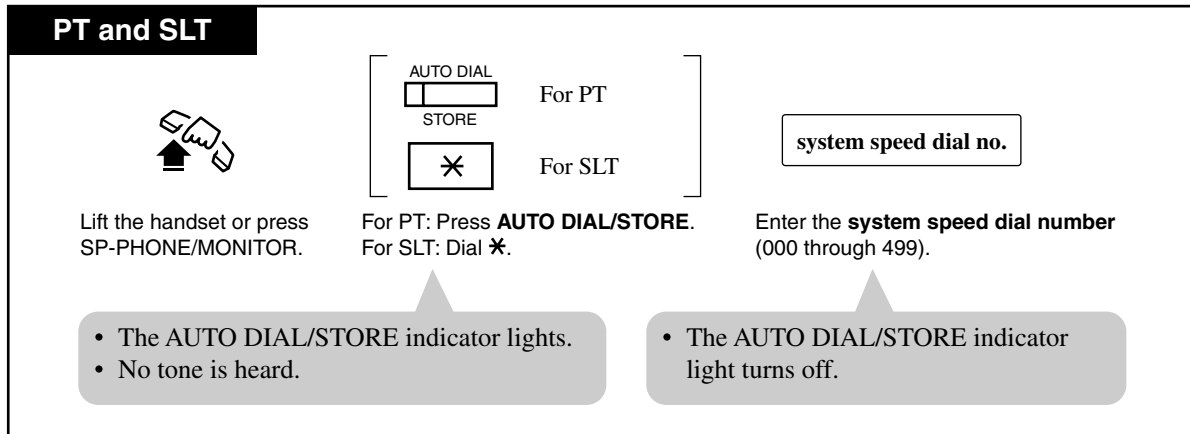 PT and SLT
AUTO DIAL
For PT
STORE
system speed dial no.
For SLT
Lift the handset or press
SP-PHONE/MONITOR.
For PT: Press AUTO DIAL/STORE.
For SLT: Dial *.
Enter the system speed dial number
(000 through 499).
• The AUTO DIAL/STORE indicator lights.
• No tone is heard.
• The AUTO DIAL/STORE indicator
light turns off.